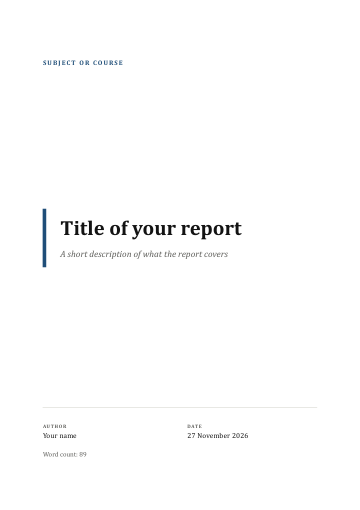 SUBJECT OR COURSE
Title of your report
A short description of what the report covers
AUTHOR
Your name
DATE
27 November 2026
Word count: 89